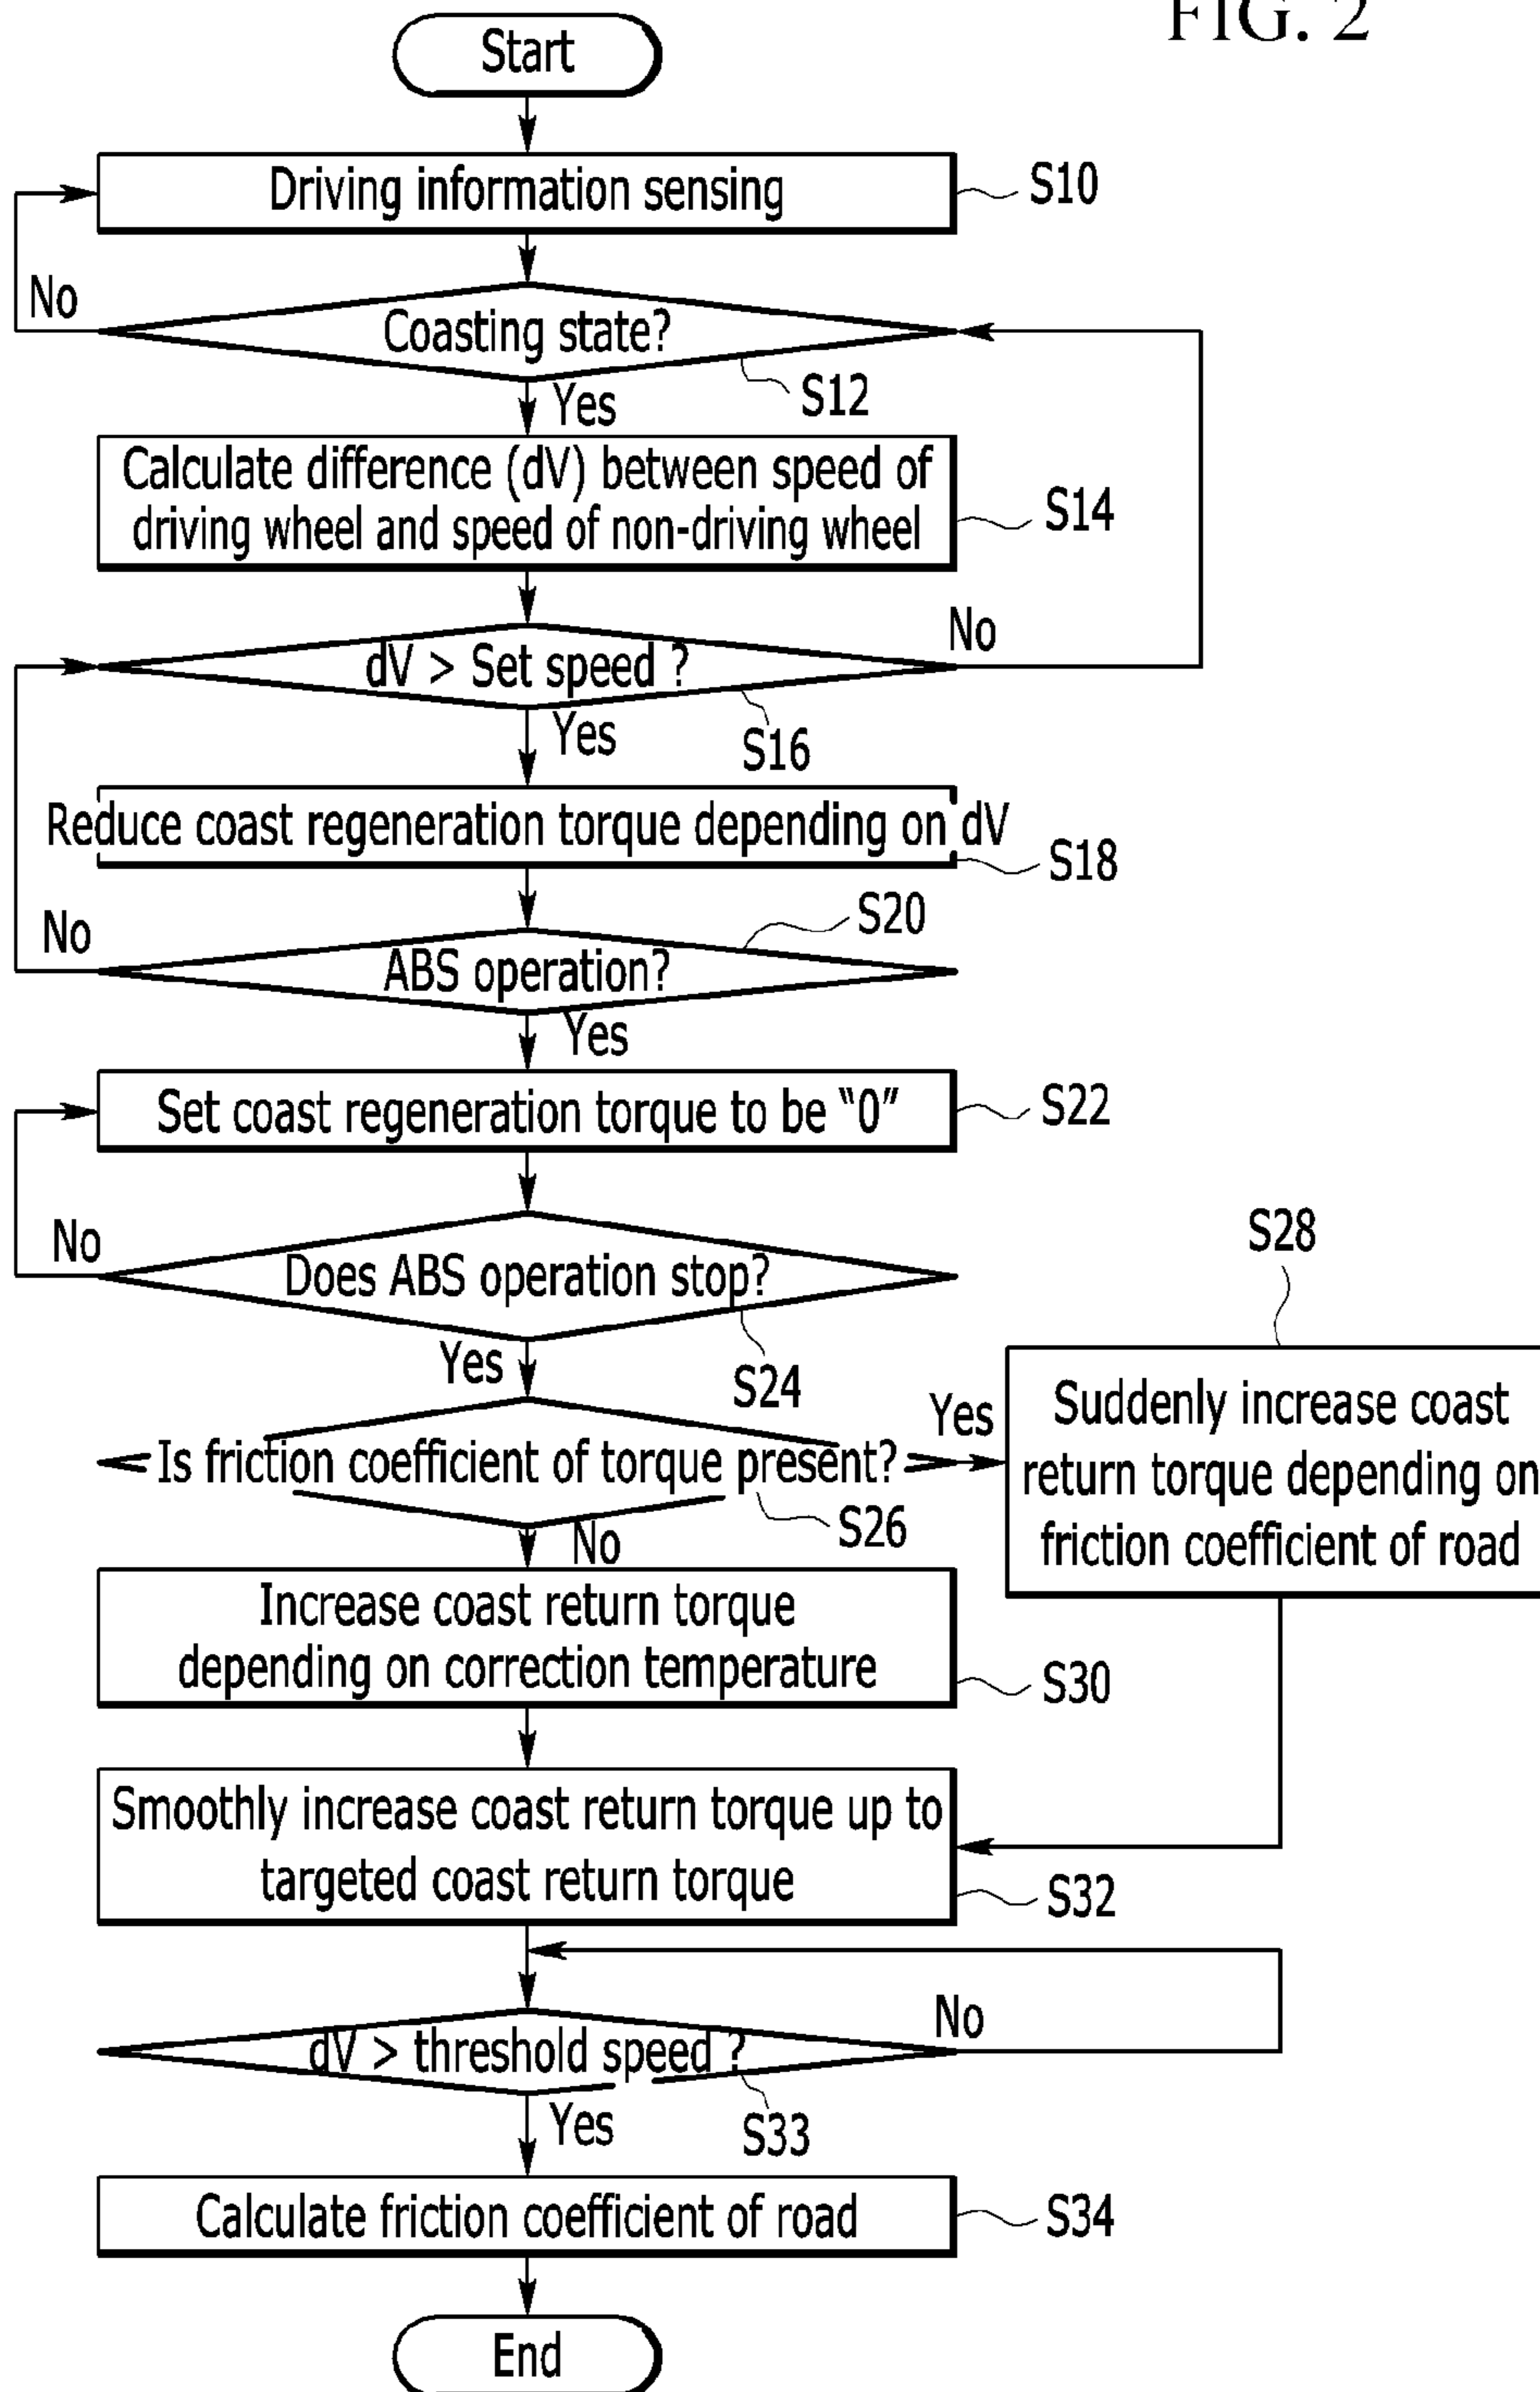 FIG. 2
Start
Driving information sensing
S10
No
Coasting state?
S12
Yes
Calculate difference (dV) between speed of
driving wheel and speed of non-driving wheel
S14
No
dV > Set speed ?
S16
Yes
Reduce coast regeneration torque depending on dV
S18
S20
No
ABS operation?
Yes
Set coast regeneration torque to be “0”
S22
No
Does ABS operation stop?
S24
Yes
Is friction coefficient of torque present?
S26
Yes
S28
Suddenly increase coast
return torque depending on
friction coefficient of road
No
Increase coast return torque
depending on correction temperature
S30
Smoothly increase coast return torque up to
targeted coast return torque
S32
No
dV > threshold speed ?
S33
Yes
Calculate friction coefficient of road
S34
End